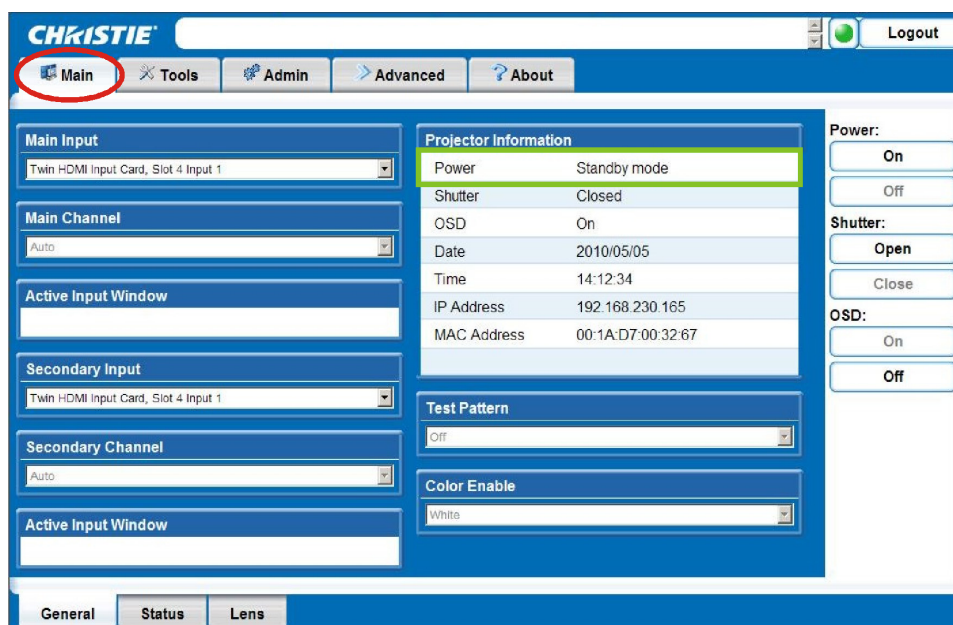 CHRISTIE Logout
Main Tools Admin Advanced About
Main Input
Twin HDMI Input Card, Slot 4 Input 1
Main Channel
Auto
Active Input Window
Secondary Input
Twin HDMI Input Card, Slot 4 Input 1
Secondary Channel
Auto
Active Input Window
Projector Information
Power Standby mode
Shutter Closed
OSD On
Date 2010/05/05
Time 14:12:34
IP Address 192.168.230.165
MAC Address 00:1A:D7:00:32:67
Test Pattern
Off
Color Enable
White
Power:
On
Off
Shutter:
Open
Close
OSD:
On
Off
General Status Lens